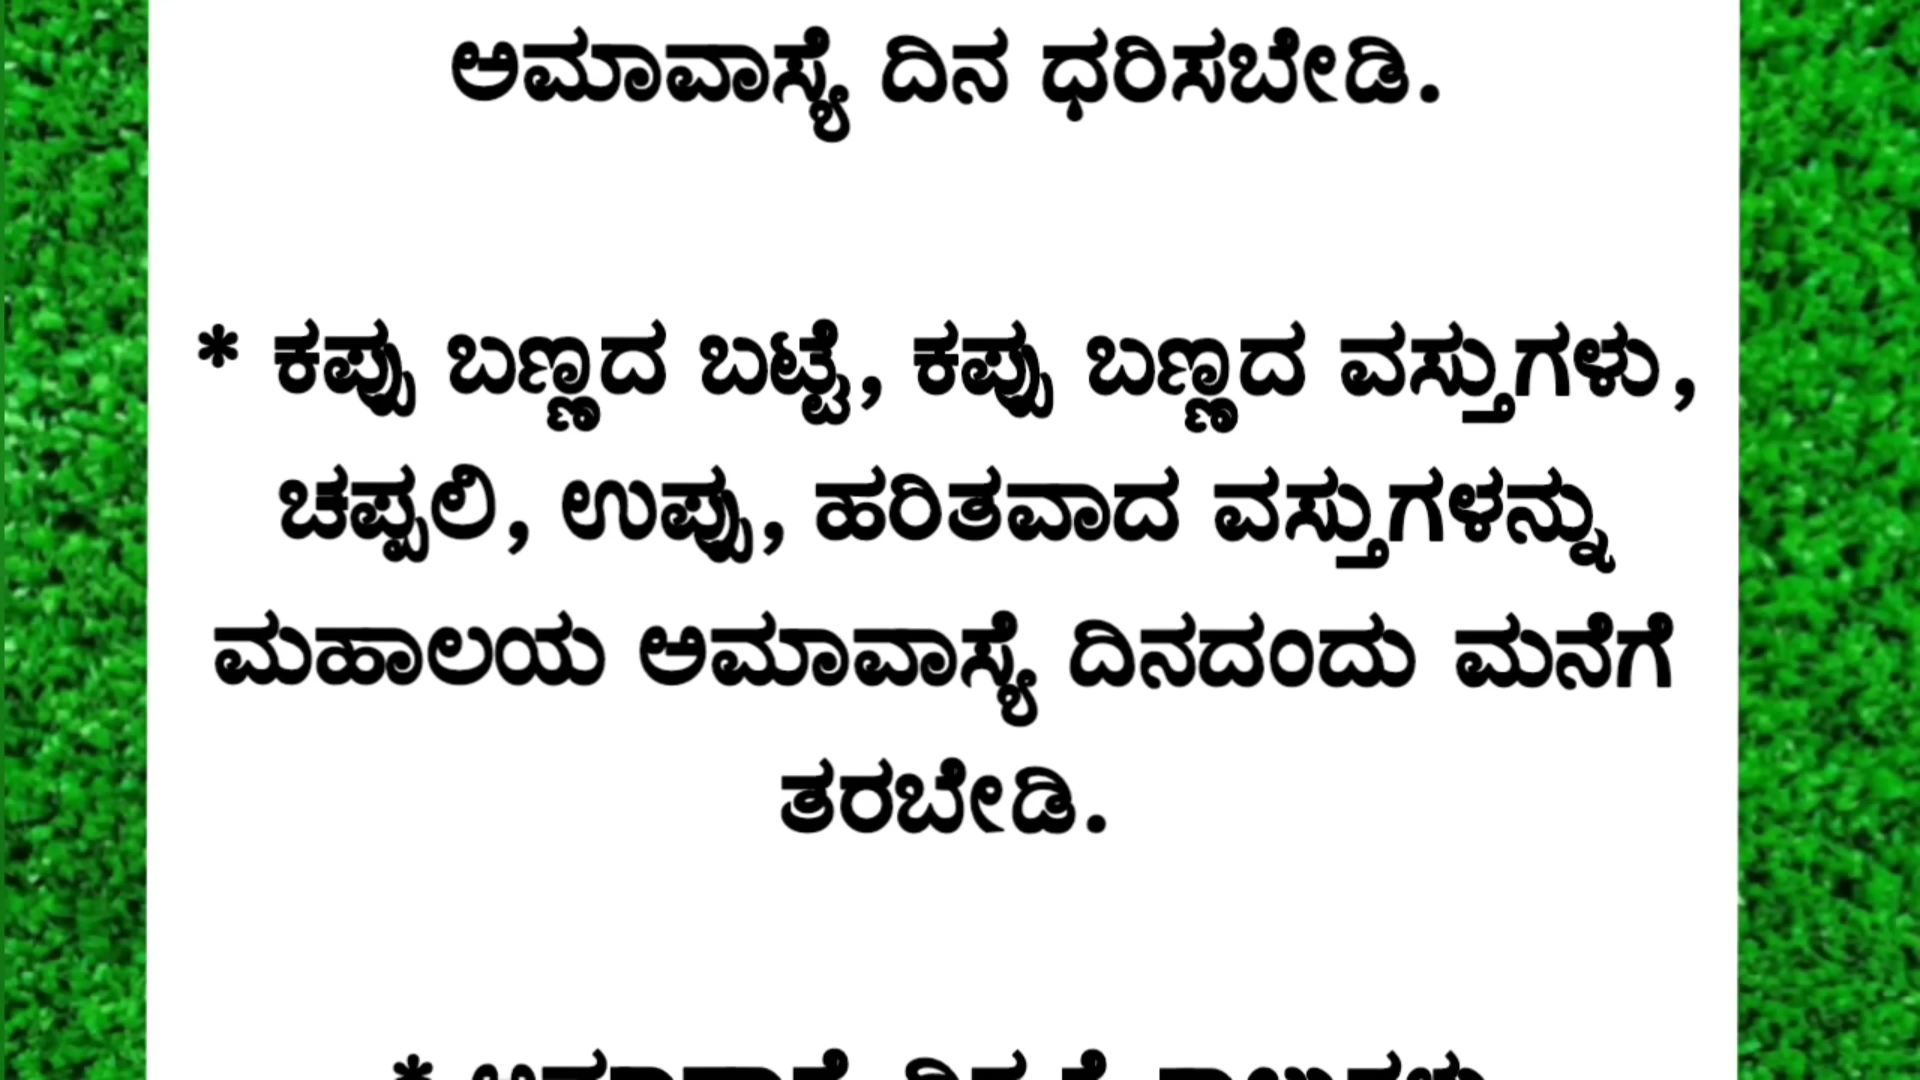 ಅಮಾವಾಸ್ಯೆ ದಿನ ಧರಿಸಬೇಡಿ.
* ಕಪ್ಪು ಬಣ್ಣದ ಬಟ್ಟೆ, ಕಪ್ಪು ಬಣ್ಣದ ವಸ್ತುಗಳು,
ಚಪ್ಪಲಿ, ಉಪ್ಪು, ಹರಿತವಾದ ವಸ್ತುಗಳನ್ನು
ಮಹಾಲಯ ಅಮಾವಾಸ್ಯೆ ದಿನದಂದು ಮನೆಗೆ
ತರಬೇಡಿ.